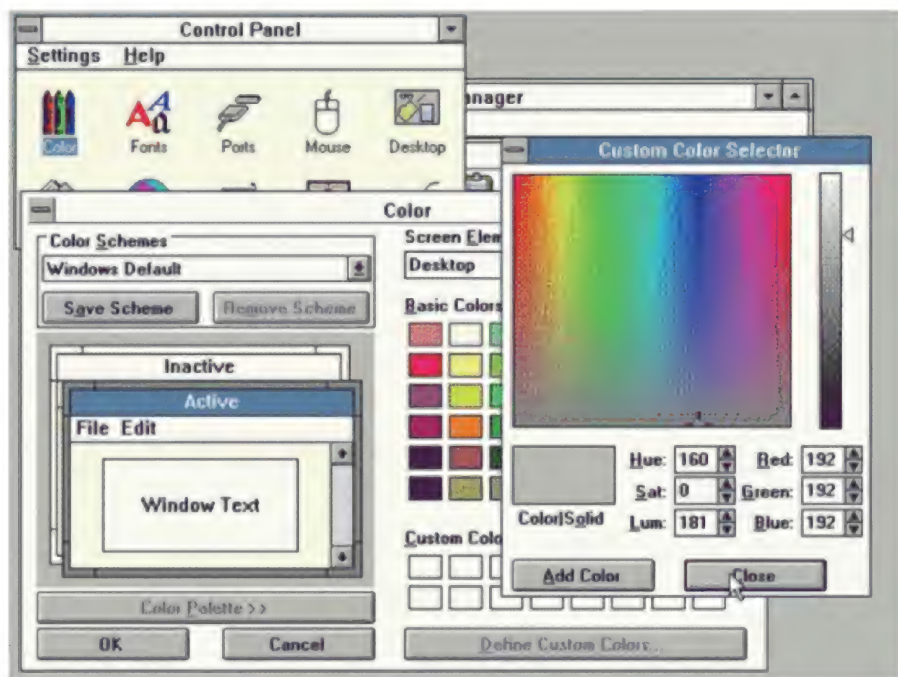 Control Panel
Settings Help
Color Fonts Ports Mouse Desktop
anager
Custom Color Selector
Color
Color Schemes
Windows Default
Save Scheme Remove Scheme
Screen Elem
Desktop
Basic Colors
Inactive
Active
File Edit
Window Text
Custom Colo
Color Palette >>
OK Cancel
Define Custom Colors...
Hue: 160 Red: 192
Sat: 0 Green: 192
Color|Solid Lum: 181 Blue: 192
Add Color Close